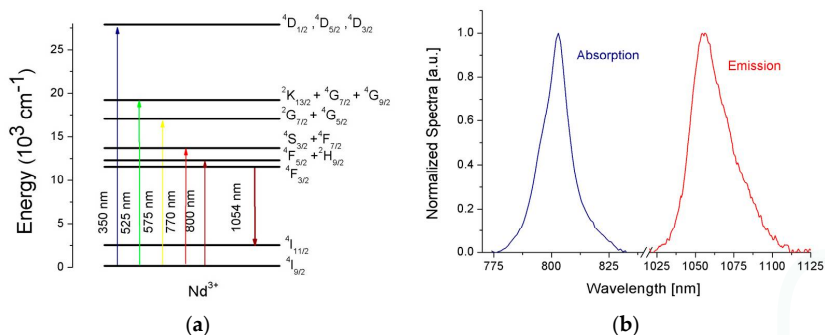 (a)
Energy (10³ cm⁻¹)
25
20
15
10
5
0
⁴D₁/₂ ,⁴D₅/₂ ,⁴D₃/₂
²K₁₃/₂ + ⁴G₇/₂ + ⁴G₉/₂
²G₇/₂ + ⁴G₅/₂
⁴S₃/₂ + ⁴F₇/₂
⁴F₅/₂ + ²H₉/₂
⁴F₃/₂
⁴I₁₁/₂
⁴I₉/₂
350 nm
525 nm
575 nm
770 nm
800 nm
1054 nm
Nd³⁺
(a)
(b)
Normalized Spectra [a.u.]
1.0
0.8
0.6
0.4
0.2
0.0
Absorption
Emission
775
800
825
1025
1050
1075
1100
1125
Wavelength [nm]
(b)